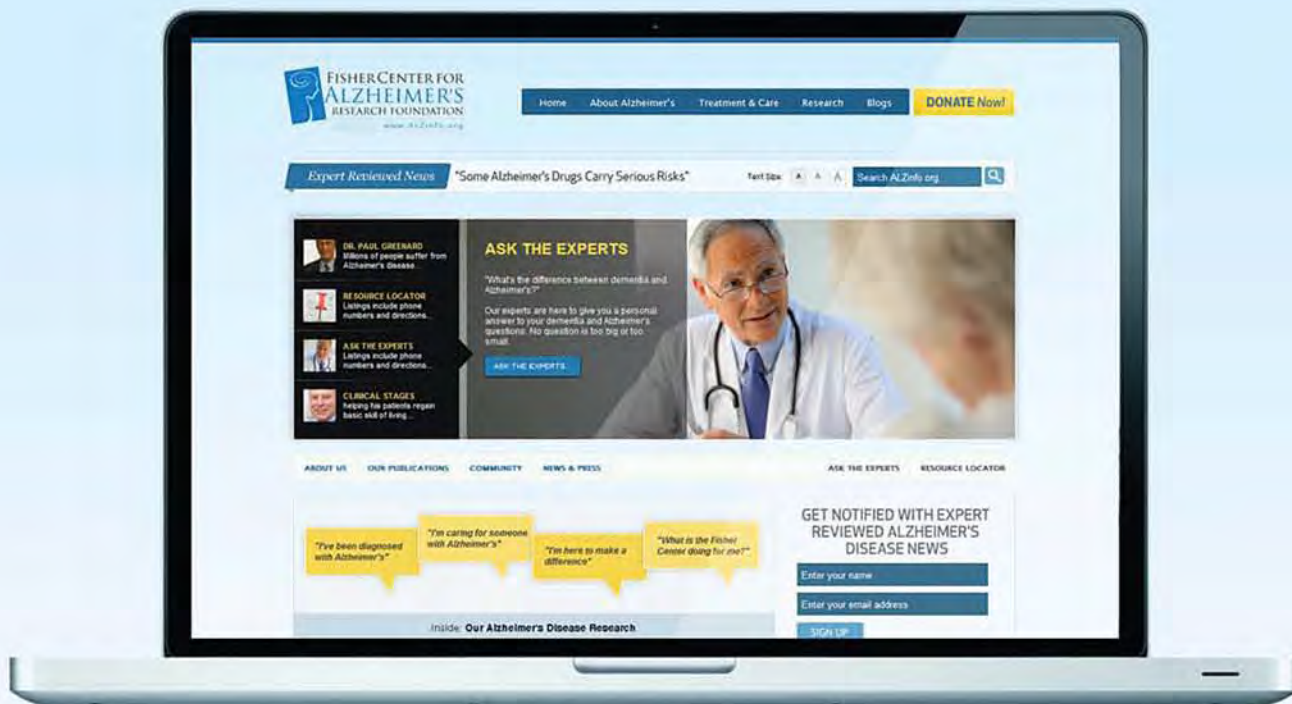 FISHER CENTER FOR
ALZHEIMER'S
RESEARCH FOUNDATION
www.ALZinfo.org
Home About Alzheimer's Treatment & Care Research Blogs DONATE Now!
Expert Reviewed News "Some Alzheimer's Drugs Carry Serious Risks" Text Size A A A Search ALZinfo.org
DR. PAUL GREENARD
Millions of people suffer from
Alzheimer's disease...
RESOURCE LOCATOR
Listings include phone
numbers and directions...
ASK THE EXPERTS
Listings include phone
numbers and directions...
CLINICAL STAGES
helping his patients regain
basic skill of living...
ASK THE EXPERTS
"What's the difference between dementia and
Alzheimer's?"
Our experts are here to give you a personal
answer to your dementia and Alzheimer's
questions. No question is too big or too
small.
ASK THE EXPERTS
ABOUT US OUR PUBLICATIONS COMMUNITY NEWS & PRESS ASK THE EXPERTS RESOURCE LOCATOR
"I've been diagnosed
with Alzheimer's"
"I'm caring for someone
with Alzheimer's"
"I'm here to make a
difference"
"What is the Fisher
Center doing for me?"
Inside: Our Alzheimer's Disease Research
GET NOTIFIED WITH EXPERT
REVIEWED ALZHEIMER'S
DISEASE NEWS
Enter your name
Enter your email address
SIGN UP